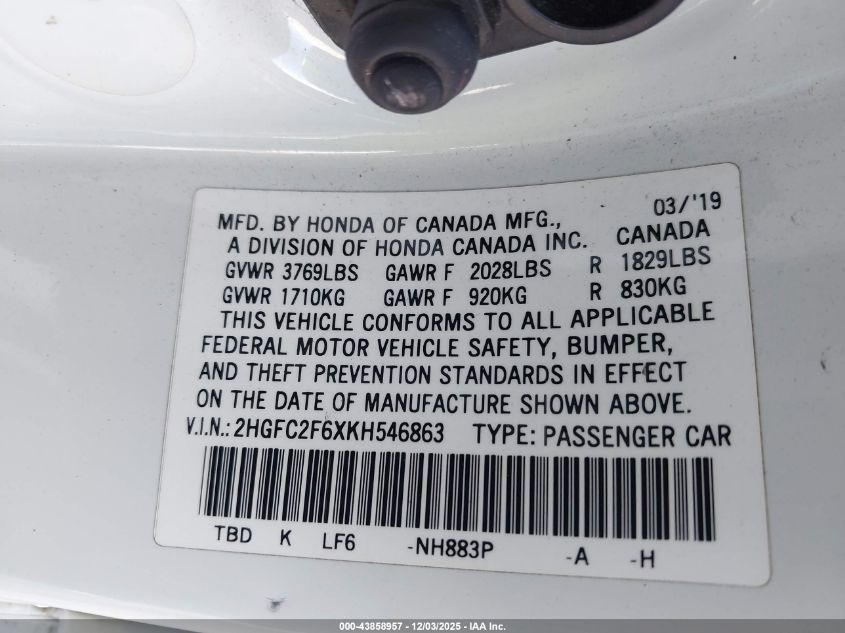 03/'19
MFD. BY HONDA OF CANADA MFG.,
A DIVISION OF HONDA CANADA INC. CANADA
GVWR 3769LBS GAWR F 2028LBS R 1829LBS
GVWR 1710KG GAWR F 920KG R 830KG
THIS VEHICLE CONFORMS TO ALL APPLICABLE
FEDERAL MOTOR VEHICLE SAFETY, BUMPER,
AND THEFT PREVENTION STANDARDS IN EFFECT
ON THE DATE OF MANUFACTURE SHOWN ABOVE.
V.I.N.: 2HGFC2F6XKH546863 TYPE: PASSENGER CAR
TBD K LF6 -NH883P -A -H
000-43858957 - 12/03/2025 - IAA Inc.